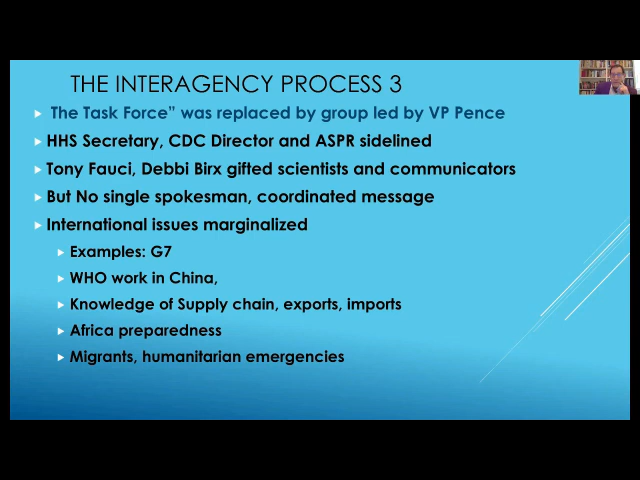 THE INTERAGENCY PROCESS 3
The Task Force” was replaced by group led by VP Pence
HHS Secretary, CDC Director and ASPR sidelined
Tony Fauci, Debbi Birx gifted scientists and communicators
But No single spokesman, coordinated message
International issues marginalized
Examples: G7
WHO work in China,
Knowledge of Supply chain, exports, imports
Africa preparedness
Migrants, humanitarian emergencies